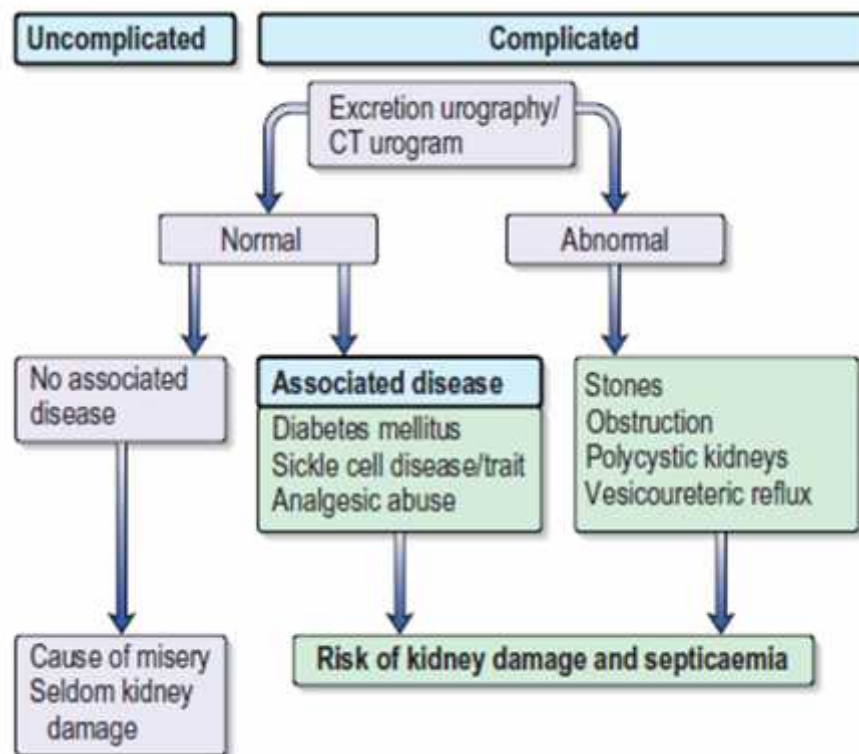 Uncomplicated
Complicated
Excretion urography/
CT urogram
Normal
Abnormal
No associated
disease
Associated disease
Diabetes mellitus
Sickle cell disease/trait
Analgesic abuse
Stones
Obstruction
Polycystic kidneys
Vesicoureteric reflux
Cause of misery
Seldom kidney
damage
Risk of kidney damage and septicaemia